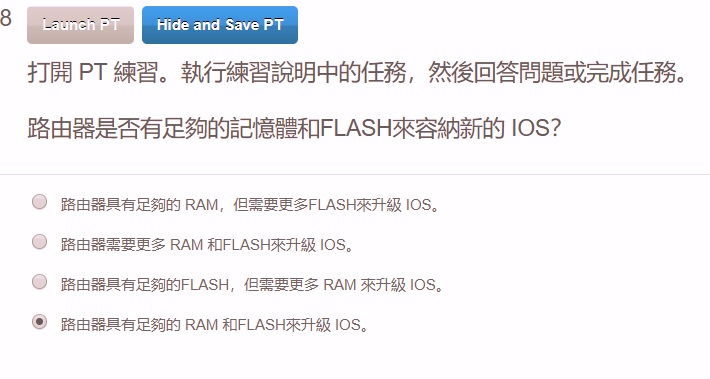 8
Launch PT Hide and Save PT
打開 PT 練習。執行練習說明中的任務，然後回答問題或完成任務。
路由器是否有足夠的記憶體和FLASH來容納新的 IOS？
路由器具有足夠的 RAM，但需要更多FLASH來升級 IOS。
路由器需要更多 RAM 和FLASH來升級 IOS。
路由器具有足夠的FLASH，但需要更多 RAM 來升級 IOS。
路由器具有足夠的 RAM 和FLASH來升級 IOS。